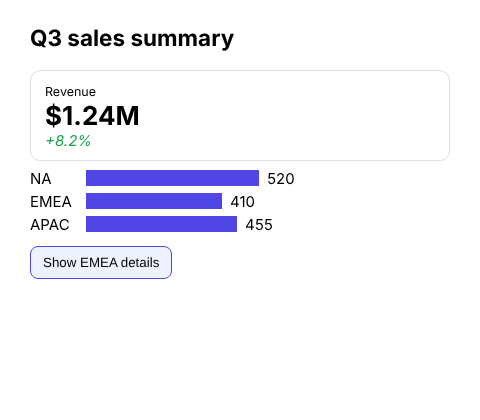 Q3 sales summary
Revenue
$1.24M
+8.2%
NA 520
EMEA 410
APAC 455
Show EMEA details